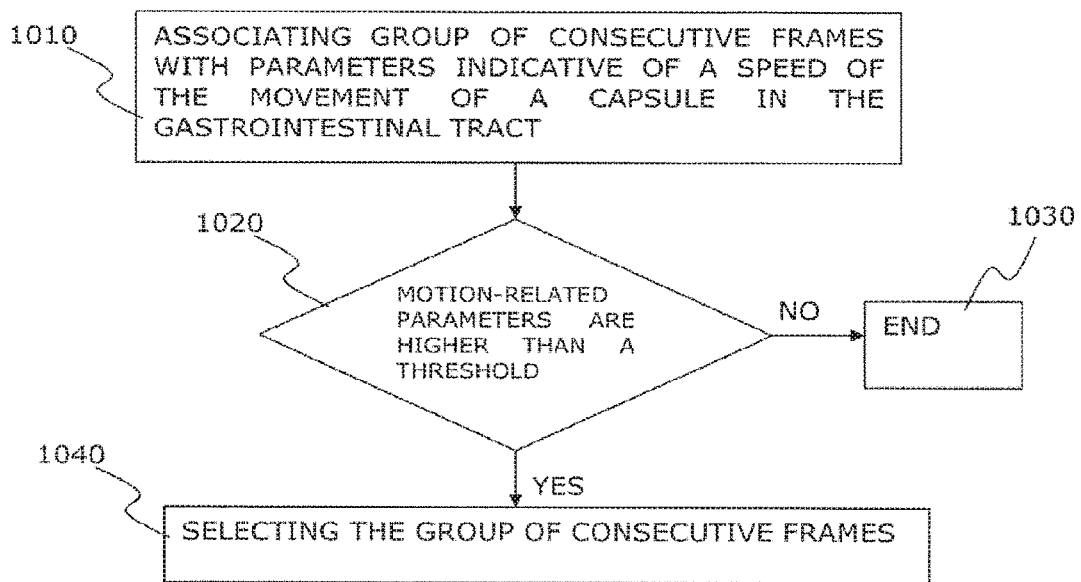 1010
ASSOCIATING GROUP OF CONSECUTIVE FRAMES
WITH PARAMETERS INDICATIVE OF A SPEED OF
THE MOVEMENT OF A CAPSULE IN THE
GASTROINTESTINAL TRACT
1020
1030
MOTION-RELATED
PARAMETERS ARE
HIGHER THAN A
THRESHOLD
NO
END
1040
YES
SELECTING THE GROUP OF CONSECUTIVE FRAMES